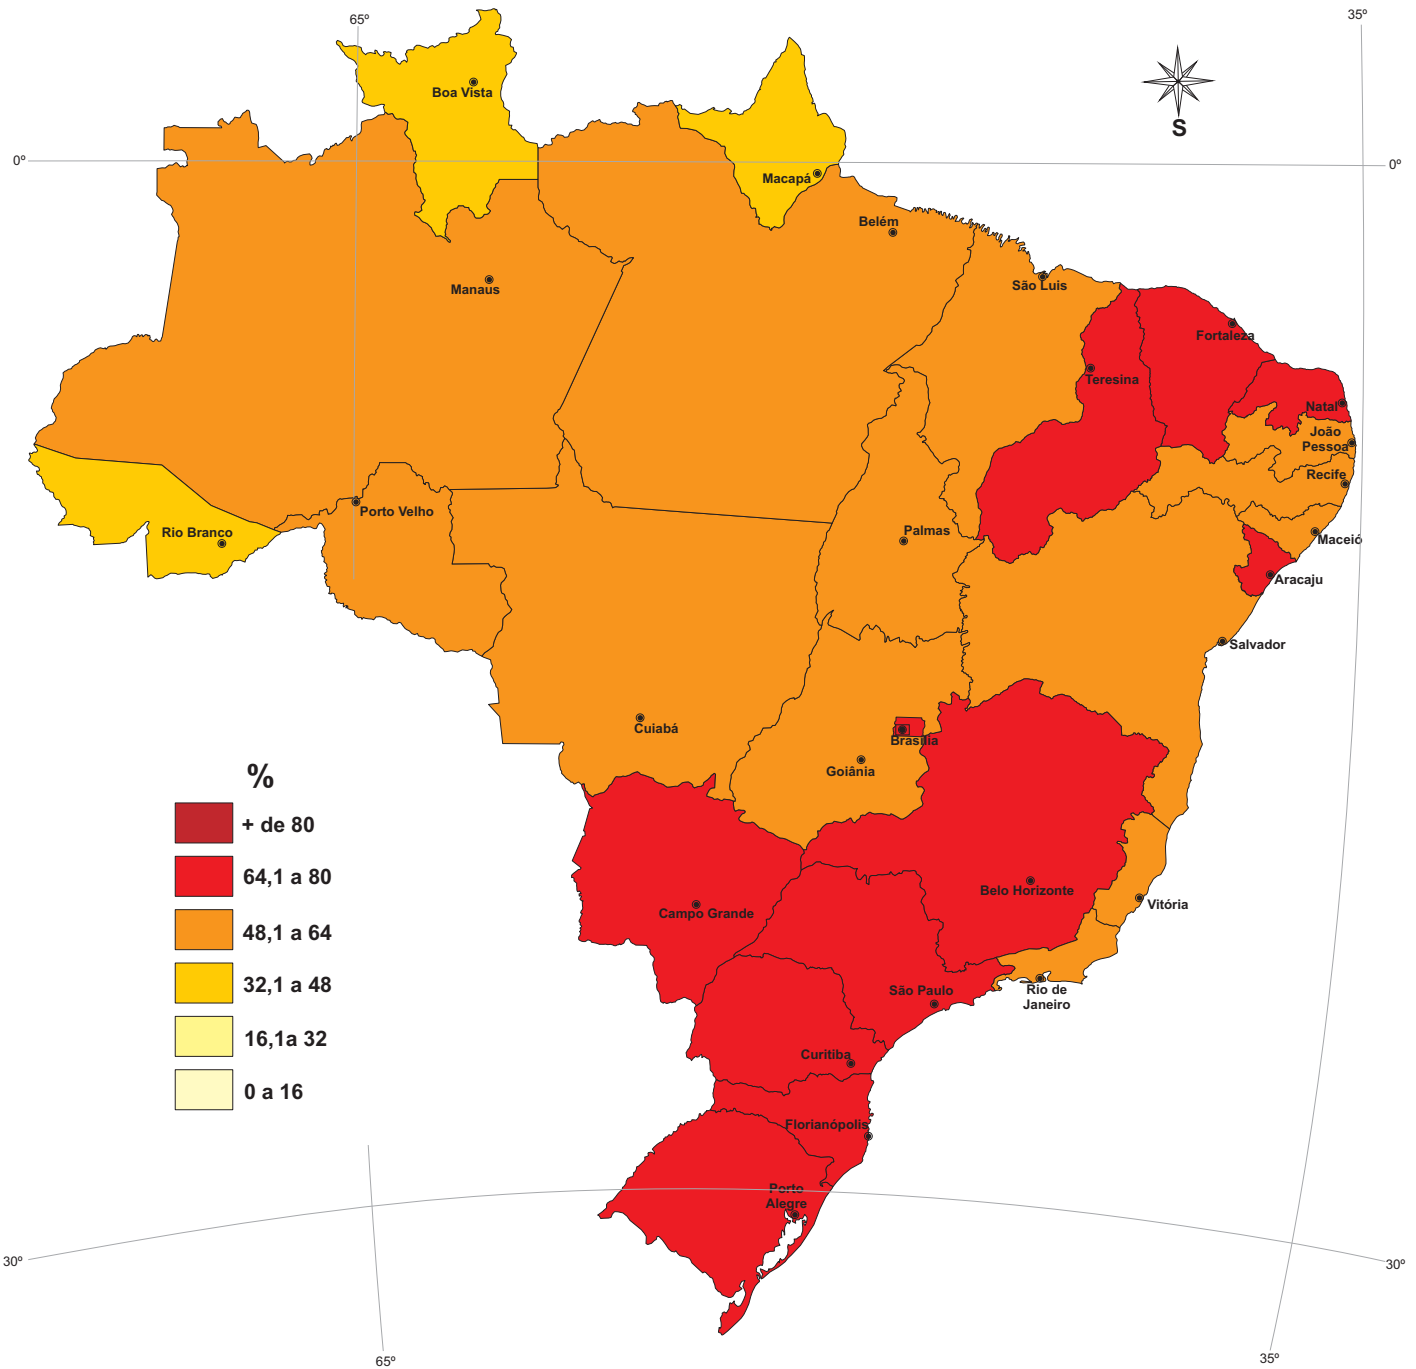 65º
35º
Boa Vista
S
0º
0º
Macapá
Belém
Manaus
São Luis
Fortaleza
Teresina
Natal
João
Pessoa
Recife
Porto Velho
Rio Branco
Palmas
Maceió
Aracaju
Salvador
Cuiabá
Brasília
Goiânia
%
+ de 80
64,1 a 80
48,1 a 64
32,1 a 48
16,1a 32
0 a 16
Belo Horizonte
Vitória
Campo Grande
São Paulo
Rio de
Janeiro
Curitiba
Florianópolis
Porto
Alegre
30º
30º
65º
35º